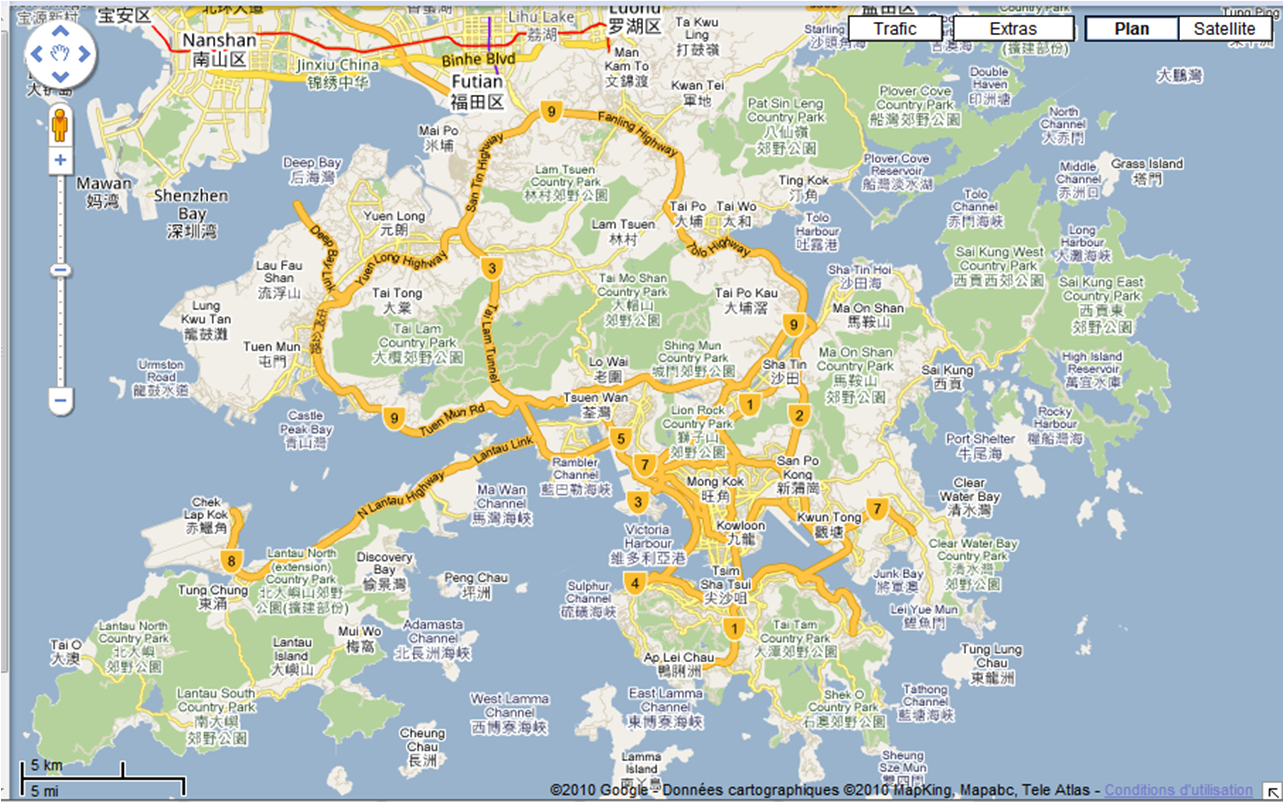 宝安区
北环大道
Lihu Lake
荔湖
Luohu
罗湖区
Ta Kwu
Ling
打鼓嶺
Starling
沙頭角海
Country Park
(擴建部份)
Tung Ping
Trafic
Extras
Plan
Satellite
Nanshan
南山区
Jinxiu China
锦绣中华
Binhe Blvd
Futian
福田区
Man
Kam To
文錦渡
Kwan Tei
軍地
Double
Haven
印洲塘
大鵬灣
Plover Cove
Country Park
船灣郊野公園
Pat Sin Leng
Country Park
八仙嶺
郊野公園
North
Channel
大赤門
9
Fanling Highway
Mai Po
米埔
San Tin Highway
Deep Bay
后海灣
Lam Tsuen
Country Park
林村郊野公園
Plover Cove
Reservoir
船灣淡水湖
Middle
Channel
赤洲口
Grass Island
塔門
Mawan
妈湾
Shenzhen
Bay
深圳湾
Ting Kok
汀角
Tolo
Channel
赤門海峽
Yuen Long
元朗
Lam Tsuen
林村
Tai Po
大埔
Tai Wo
太和
Tolo
Harbour
吐露港
Long
Harbour
大灘海峽
Deep Bay Link
Yuen Long Highway
Tolo Highway
Sai Kung West
Country Park
西貢西郊公園
Lau Fau
Shan
流浮山
3
Tai Mo Shan
Country Park
大帽山
郊野公園
Sha Tin Hoi
沙田海
Sai Kung East
Country Park
西貢東
郊野公園
Lung
Kwu Tan
龍鼓灘
Tai Tong
大棠
Tai Po Kau
大埔滘
Ma On Shan
馬鞍山
Tuen Mun
屯門
Tai Lam
Country Park
大欖郊野公園
Tai Lam Tunnel
9
Shing Mun
Country Park
城門郊野公園
Ma On Shan
Country Park
馬鞍山
郊野公園
Urmston
Road
龍鼓水道
Lo Wai
老圍
Sha Tin
沙田
Sai Kung
西貢
High Island
Reservoir
萬宜水庫
Castle
Peak Bay
青山灣
9
Tuen Mun Rd
Tsuen Wan
荃灣
Lion Rock
Country Park
獅子山
郊野公園
1
2
Rocky
Harbour
糧船灣海
Port Shelter
牛尾海
5
Lantau Link
7
Rambler
Channel
藍巴勒海峽
San Po
Kong
新蒲崗
Mong Kok
旺角
Clear
Water Bay
清水灣
N Lantau Highway
Ma Wan
Channel
馬灣海峽
3
7
Chek
Lap Kok
赤鱲角
Kowloon
九龍
Kwun Tong
觀塘
Victoria
Harbour
維多利亞港
Clear Water Bay
Country Park
清水灣
郊野公園
8
Lantau North
(extension)
Country Park
北大嶼山郊野
公園(擴建部份)
Discovery
Bay
愉景灣
Tung Chung
東涌
Peng Chau
坪洲
Sulphur
Channel
硫磺海峽
4
Tsim
Sha Tsui
尖沙咀
Junk Bay
將軍澳
Lei Yue Mun
鯉魚門
Lantau North
Country Park
北大嶼
郊野公園
Tai O
大澳
Lantau
Island
大嶼山
Mui Wo
梅窩
Adamasta
Channel
北長洲海峽
1
Tai Tam
Country Park
大潭郊野公園
Ap Lei Chau
鴨脷洲
Tung Lung
Chau
東龍洲
Lantau South
Country Park
南大嶼
郊野公園
West Lamma
Channel
西博寮海峽
East Lamma
Channel
東博寮海峽
Shek O
Country Park
石澳郊野公園
Tathong
Channel
藍塘海峽
Cheung
Chau
長洲
Lamma
Island
Sheung
Sze Mun
5 km
5 mi
©2010 Google - Données cartographiques ©2010 MapKing, Mapabc, Tele Atlas - Conditions d'utilisation